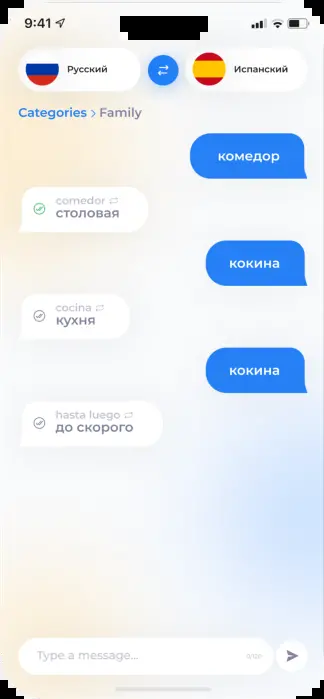 9:41
Русский
Испанский
Categories > Family
комедор
comedor
столовая
кокина
cocina
кухня
кокина
hasta luego
до скорого
Type a message...